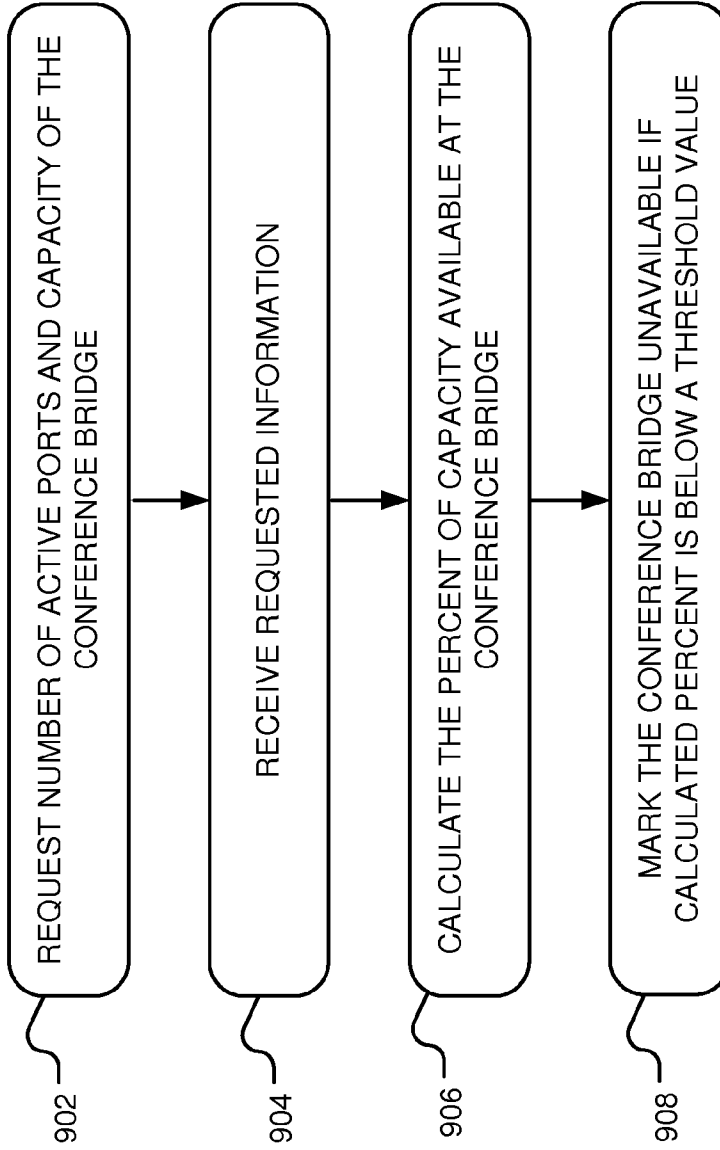 902
REQUEST NUMBER OF ACTIVE PORTS AND CAPACITY OF THE
CONFERENCE BRIDGE
904
RECEIVE REQUESTED INFORMATION
906
CALCULATE THE PERCENT OF CAPACITY AVAILABLE AT THE
CONFERENCE BRIDGE
908
MARK THE CONFERENCE BRIDGE UNAVAILABLE IF
CALCULATED PERCENT IS BELOW A THRESHOLD VALUE